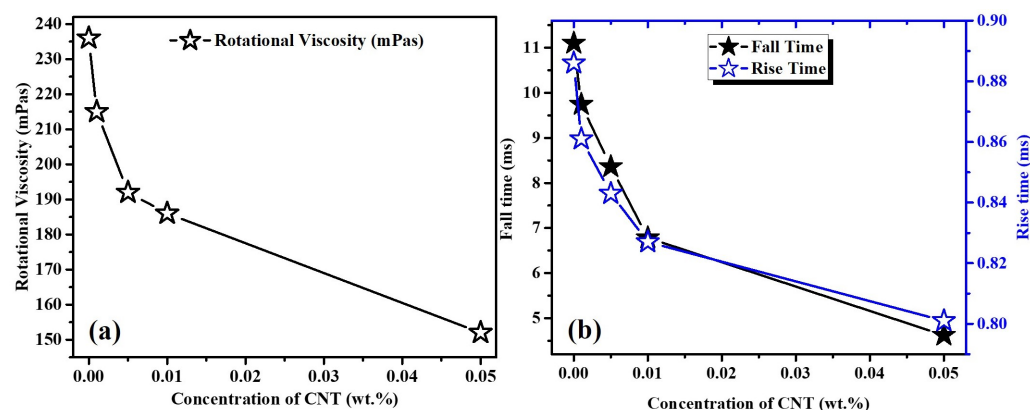 240
230
220
210
200
190
180
170
160
150
Rotational Viscosity (mPas)
Rotational Viscosity (mPas)
(a)
0.00 0.01 0.02 0.03 0.04 0.05
Concentration of CNT (wt.%)
11
10
9
8
7
6
5
Fall time (ms)
Fall Time
Rise Time
(b)
0.90
0.88
0.86
0.84
0.82
0.80
Rise time (ms)
0.00 0.01 0.02 0.03 0.04 0.05
Concentration of CNT (wt.%)